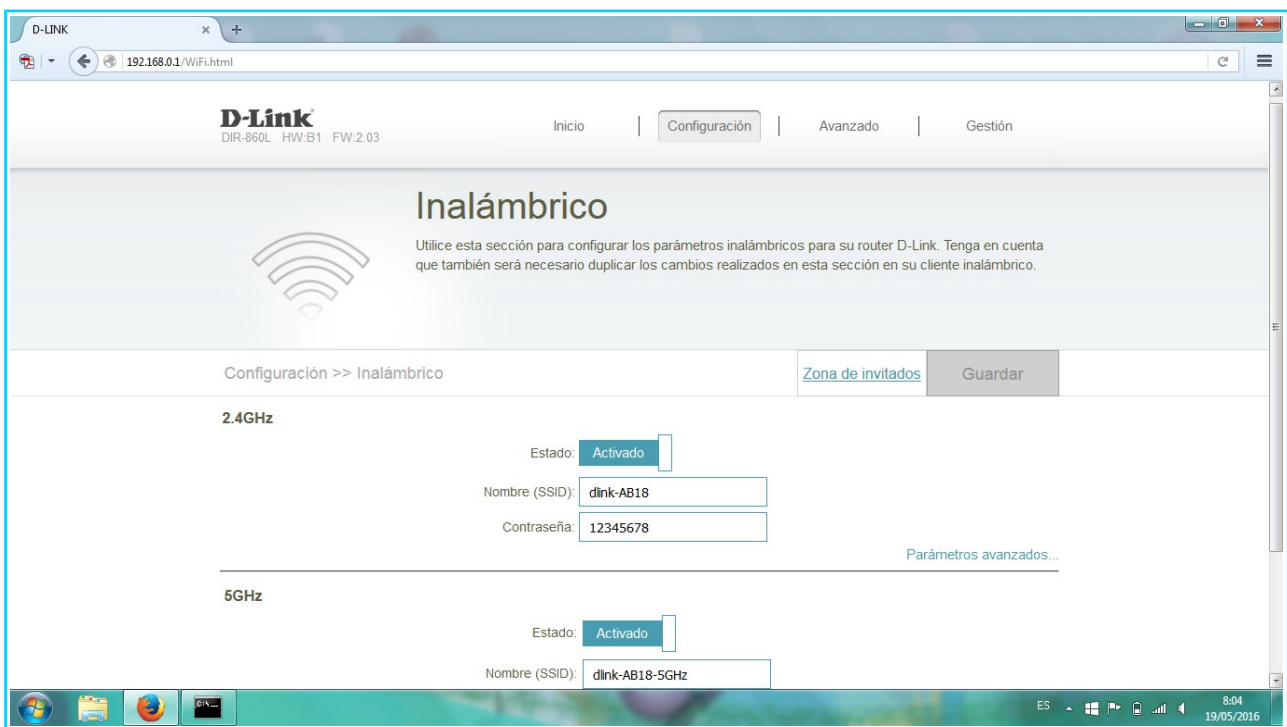 D-LINK
192.168.0.1/WiFi.html
D-Link
DIR-860L HW:B1 FW:2.03
Inicio
Configuración
Avanzado
Gestión
Inalámbrico
Utilice esta sección para configurar los parámetros inalámbricos para su router D-Link. Tenga en cuenta
que también será necesario duplicar los cambios realizados en esta sección en su cliente inalámbrico.
Configuración >> Inalámbrico
Zona de invitados
Guardar
2.4GHz
Estado: Activado
Nombre (SSID): dlink-AB18
Contraseña: 12345678
Parámetros avanzados...
5GHz
Estado: Activado
Nombre (SSID): dlink-AB18-5GHz
ES
8:04
19/05/2016